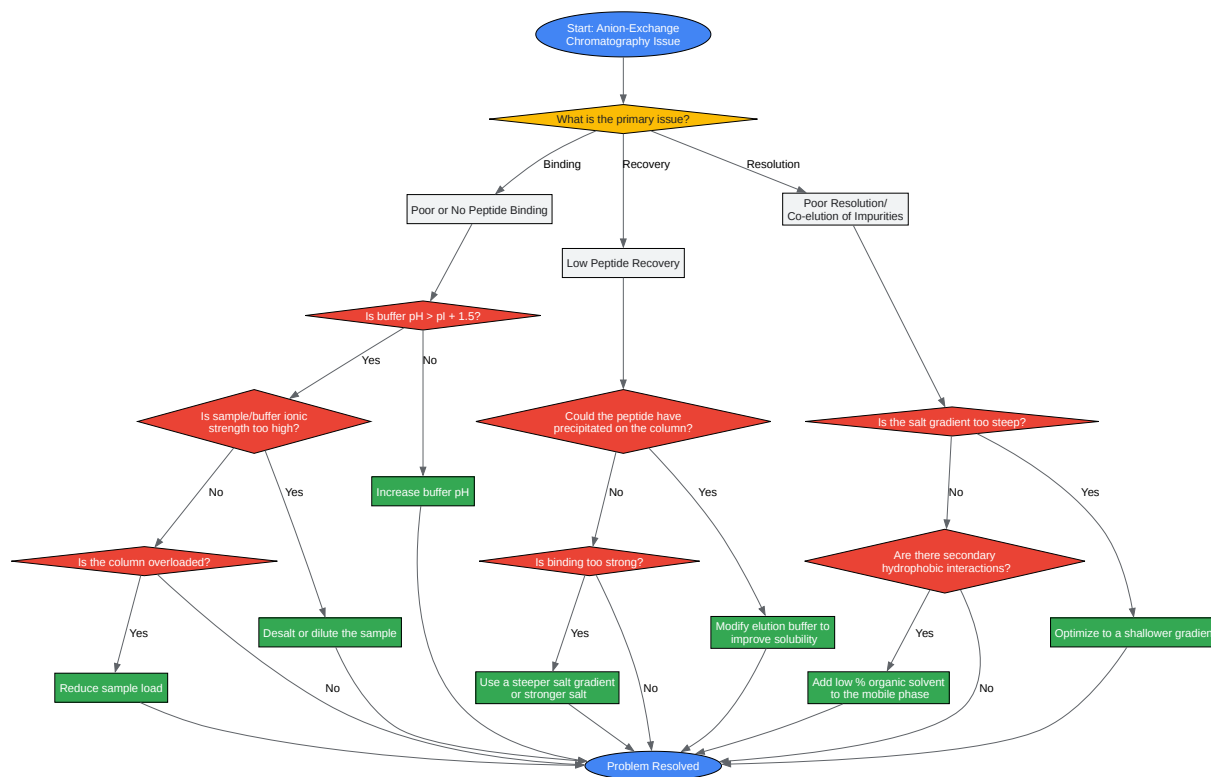 Start: Anion-Exchange
Chromatography Issue
What is the primary issue?
Binding
Recovery
Resolution
Poor or No Peptide Binding
Poor Resolution/
Co-elution of Impurities
Low Peptide Recovery
Is buffer pH > pI + 1.5?
Yes
No
Is sample/buffer ionic
strength too high?
Could the peptide have
precipitated on the column?
Is the salt gradient too steep?
No
Yes
Increase buffer pH
No
Yes
No
Yes
Is the column overloaded?
Is binding too strong?
Are there secondary
hydrophobic interactions?
Yes
Desalt or dilute the sample
Yes
Modify elution buffer to
improve solubility
Yes
Optimize to a shallower gradient
Reduce sample load
No
Use a steeper salt gradient
or stronger salt
No
Add low % organic solvent
to the mobile phase
No
Problem Resolved